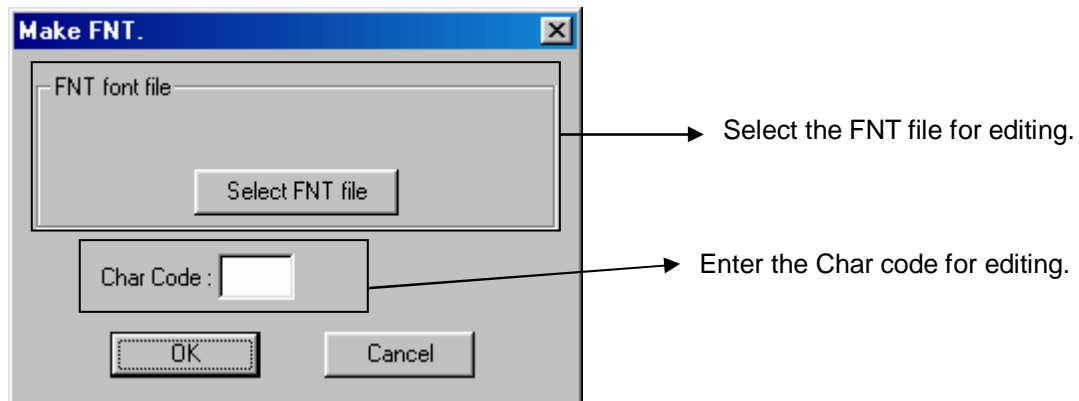 Make FNT.
FNT font file
Select the FNT file for editing.
Select FNT file
Char Code :
Enter the Char code for editing.
OK
Cancel